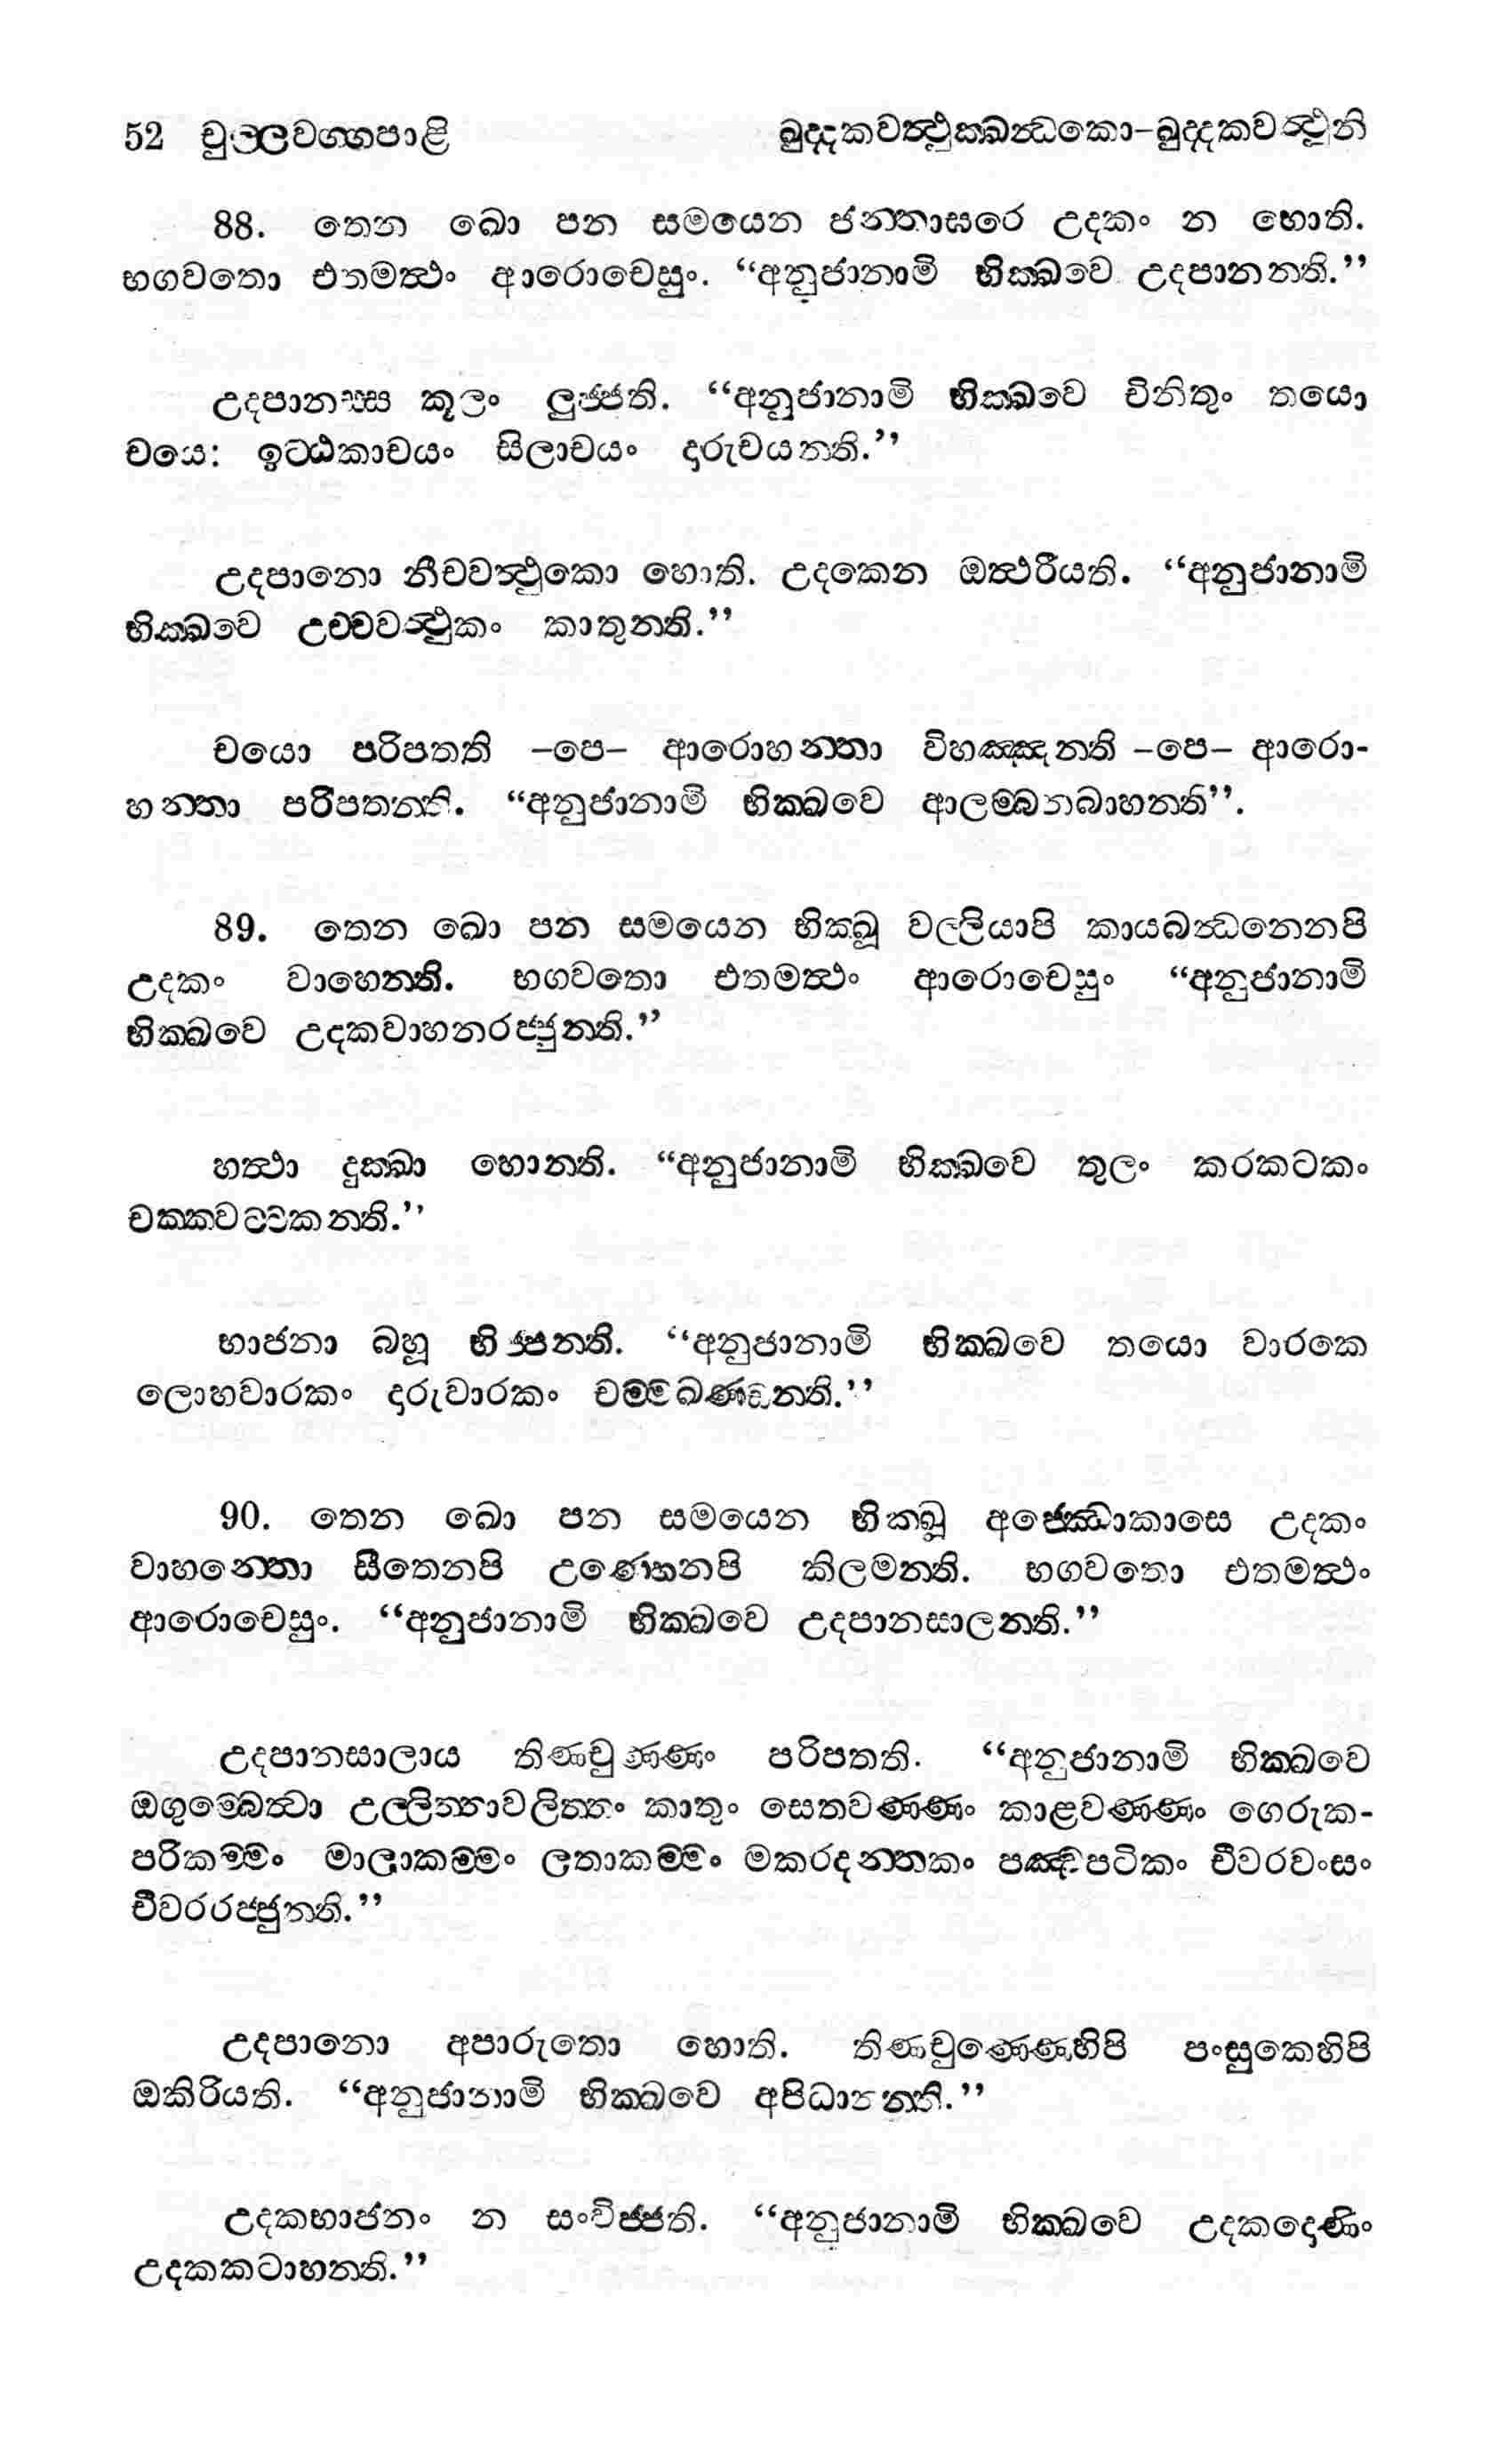 52 චුල්ලවග්ගපාළි ඛුද්දකවත්ථුක්ඛන්ධකො–ඛුද්දකවත්ථූනි
88. තෙන ඛො පන සමයෙන ජන්තාඝරෙ උදකං න හොති.
භගවතො එතමත්ථං ආරොචෙසුං. “අනුජානාමි භික්ඛවෙ උදපානන්ති.”
උදපානස්ස කූලං ලුජ්ජති. “අනුජානාමි භික්ඛවෙ චිනිතුං තයො
චයෙ: ඉට්ඨකාචයං සිලාචයං දාරුචයන්ති.”
උදපානො නීචවත්ථුකො හොති. උදකෙන ඔත්ථරීයති. “අනුජානාමි
භික්ඛවෙ උච්චවත්ථුකං කාතුන්ති.”
චයො පරිපතති –පෙ– ආරොහන්තා විහඤ්ඤන්ති –පෙ– ආරො-
හන්තා පරිපතන්ති. “අනුජානාමි භික්ඛවෙ ආලම්බනබාහන්ති”.
89. තෙන ඛො පන සමයෙන භික්ඛූ වල්ලියාපි කායබන්ධනෙනපි
උදකං වාහෙන්ති. භගවතො එතමත්ථං ආරොචෙසුං “අනුජානාමි
භික්ඛවෙ උදකවාහනරජ්ජුන්ති.”
හත්ථා දුක්ඛා හොන්ති. “අනුජානාමි භික්ඛවෙ තුලං කරකටකං
චක්කවට්ටකන්ති.”
භාජනා බහූ භිජ්ජන්ති. “අනුජානාමි භික්ඛවෙ තයො වාරකෙ
ලොහවාරකං දාරුවාරකං චම්මඛණ්ඩන්ති.”
90. තෙන ඛො පන සමයෙන භික්ඛූ අජ්ඣොකාසෙ උදකං
වාහන්තො සීතෙනපි උණ්හෙනපි කිලමන්ති. භගවතො එතමත්ථං
ආරොචෙසුං. “අනුජානාමි භික්ඛවෙ උදපානසාලන්ති.”
උදපානසාලාය තිණචුණ්ණං පරිපතති. “අනුජානාමි භික්ඛවෙ
ඔගුම්බෙත්වා උල්ලිත්තාවලිත්තං කාතුං සෙතවණ්ණං කාළවණ්ණං ගෙරුක-
පරිකම්මං මාලාකම්මං ලතාකම්මං මකරදන්තකං පඤ්චපටිකං චීවරවංසං
චීවරරජ්ජුන්ති.”
උදපානො අපාරුතො හොති. තිණචුණ්ණෙහිපි පංසුකෙහිපි
ඔකිරියති. “අනුජානාමි භික්ඛවෙ අපිධානන්ති.”
උදකභාජනං න සංවිජ්ජති. “අනුජානාමි භික්ඛවෙ උදකදොණිං
උදකකටාහන්ති.”